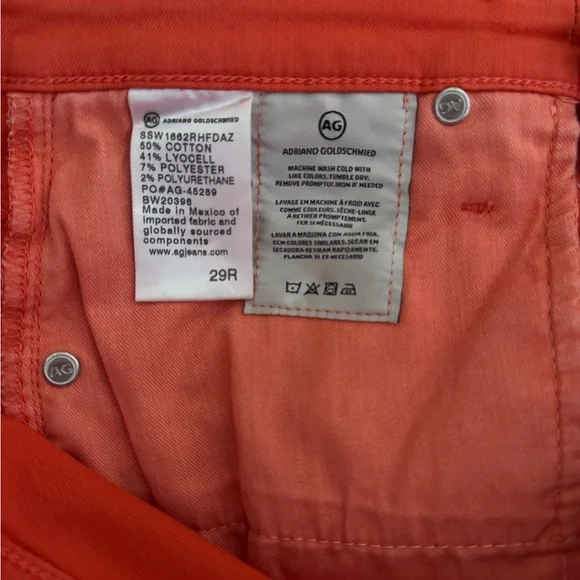 AG ADRIANO GOLDSCHMIED
SSW1662RHFDAZ
50% COTTON
41% LYOCELL
7% POLYESTER
2% POLYURETHANE
PO#AG-45289
BW20396
Made in Mexico of
imported fabric and
globally sourced
components
www.agjeans.com
29R
AG
ADRIANO GOLDSCHMIED
MACHINE WASH COLD WITH
LIKE COLORS. TUMBLE DRY.
REMOVE PROMPTLY. IRON IF NEEDED
LAVAGE EN MACHINE À FROID AVEC
COMME COULEURS. SÈCHE-LINGE
À RETIRER PROMPTEMENT.
FER SI NÉCESSAIRE
LAVAR A MAQUINA CON AGUA FRIA.
CON COLORES SIMILARES. SECAR EN
SECADORA RETIRAR RAPIDAMENTE.
PLANCHA SI ES NECESARIO
AG
AG